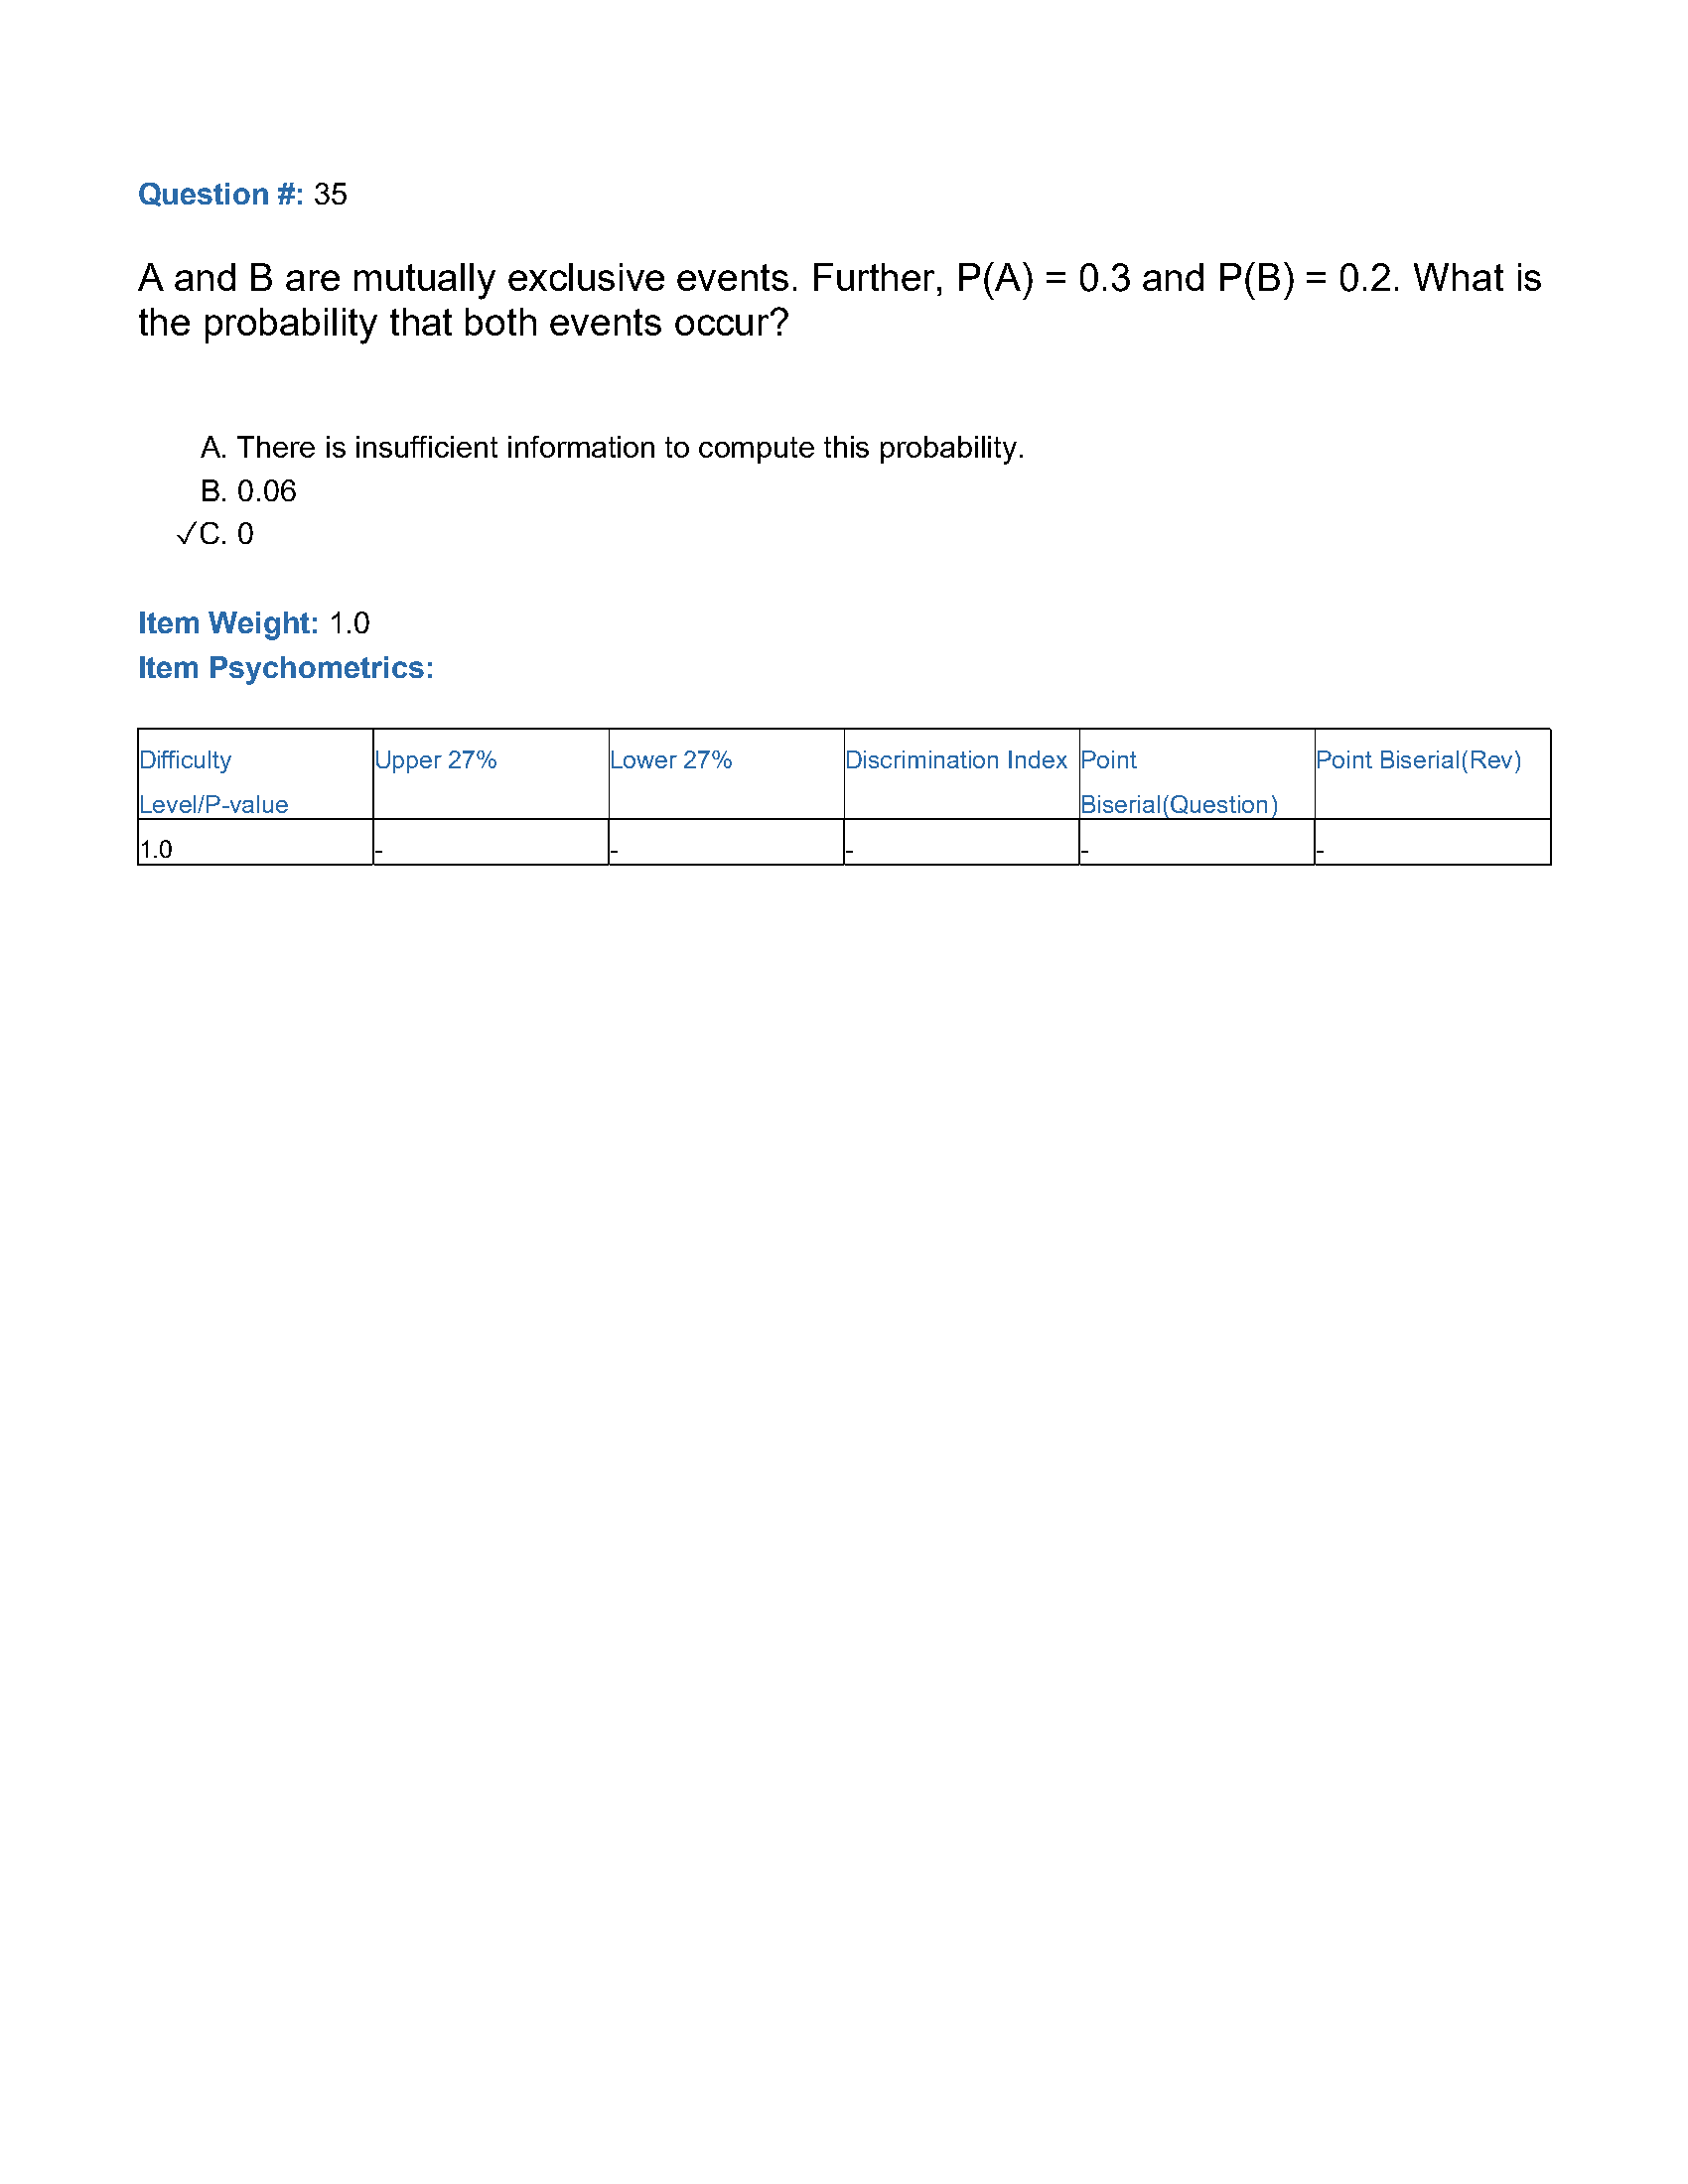 Question #: 35
A and B are mutually exclusive events. Further, P(A) = 0.3 and P(B) = 0.2. What is
the probability that both events occur?
A. There is insufficient information to compute this probability.
B. 0.06
✓C. 0
Item Weight: 1.0
Item Psychometrics:
Difficulty Level/P-value Upper 27% Lower 27% Discrimination Index Point Biserial(Question) Point Biserial(Rev)
1.0 - - - - -